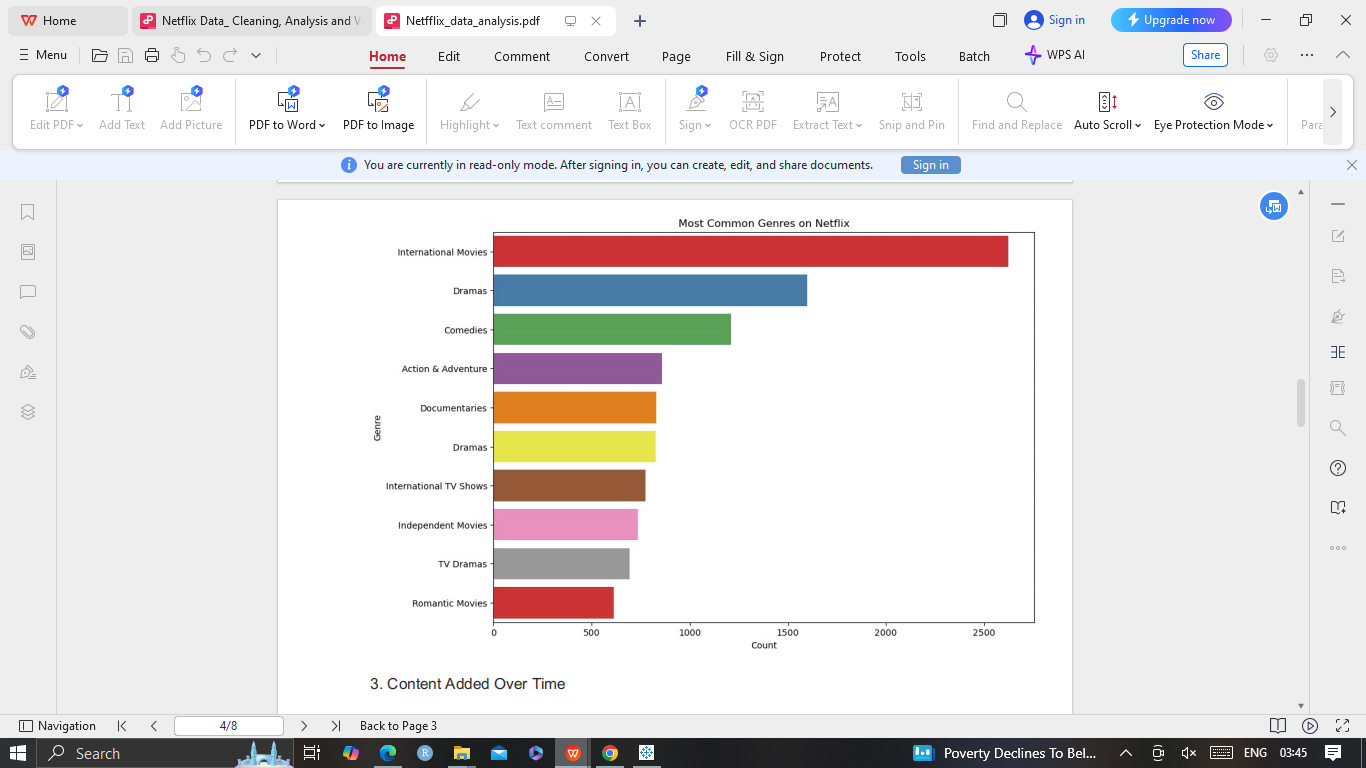 Home
Netflix Data_ Cleaning, Analysis and V
Netfflix_data_analysis.pdf
Sign in
Upgrade now
Menu
Home
Edit
Comment
Convert
Page
Fill & Sign
Protect
Tools
Batch
WPS AI
Share
Edit PDF
Add Text
Add Picture
PDF to Word
PDF to Image
Highlight
Text comment
Text Box
Sign
OCR PDF
Extract Text
Snip and Pin
Find and Replace
Auto Scroll
Eye Protection Mode
Para
You are currently in read-only mode. After signing in, you can create, edit, and share documents.
Sign in
Most Common Genres on Netflix
International Movies
Dramas
Comedies
Action & Adventure
Documentaries
Dramas
International TV Shows
Independent Movies
TV Dramas
Romantic Movies
Genre
0 500 1000 1500 2000 2500
Count
3. Content Added Over Time
Navigation
4/8
Back to Page 3
Search
Poverty Declines To Bel...
ENG
03:45